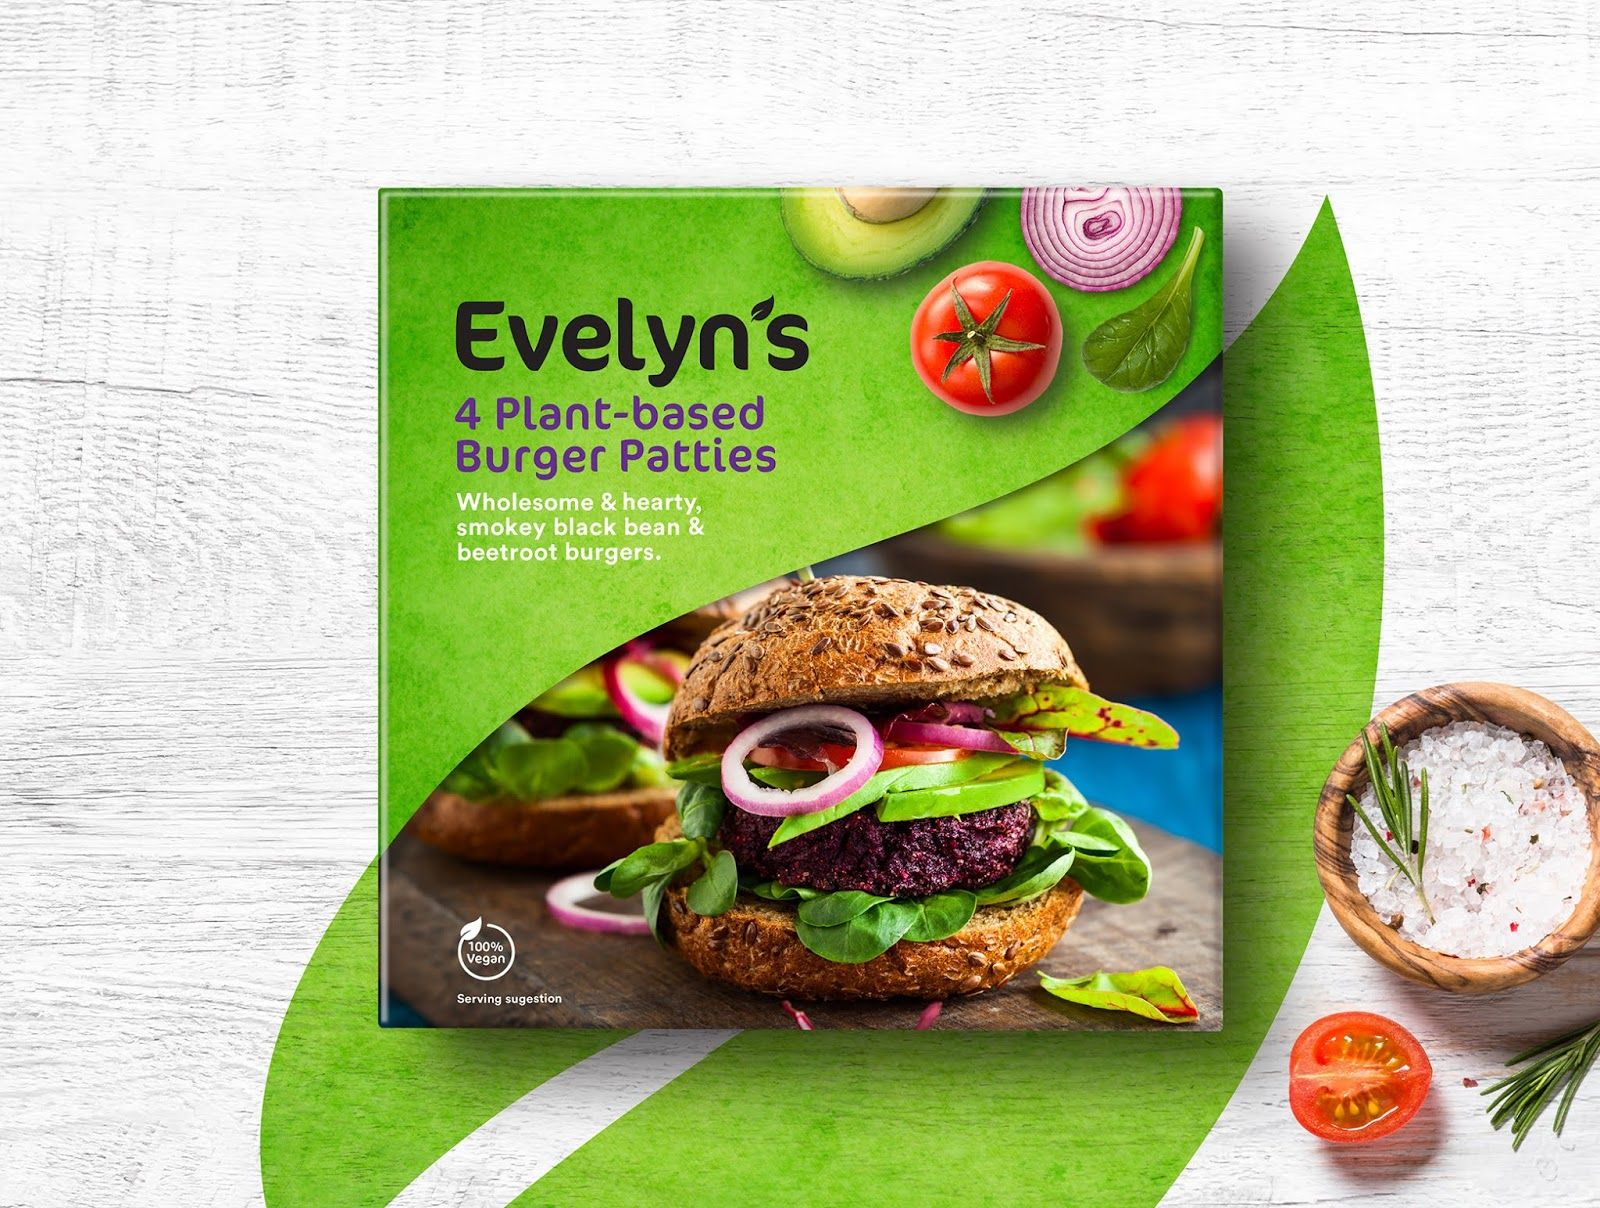 Evelyn's
4 Plant-based
Burger Patties
Wholesome & hearty,
smokey black bean &
beetroot burgers.
100%
Vegan
Serving sugestion